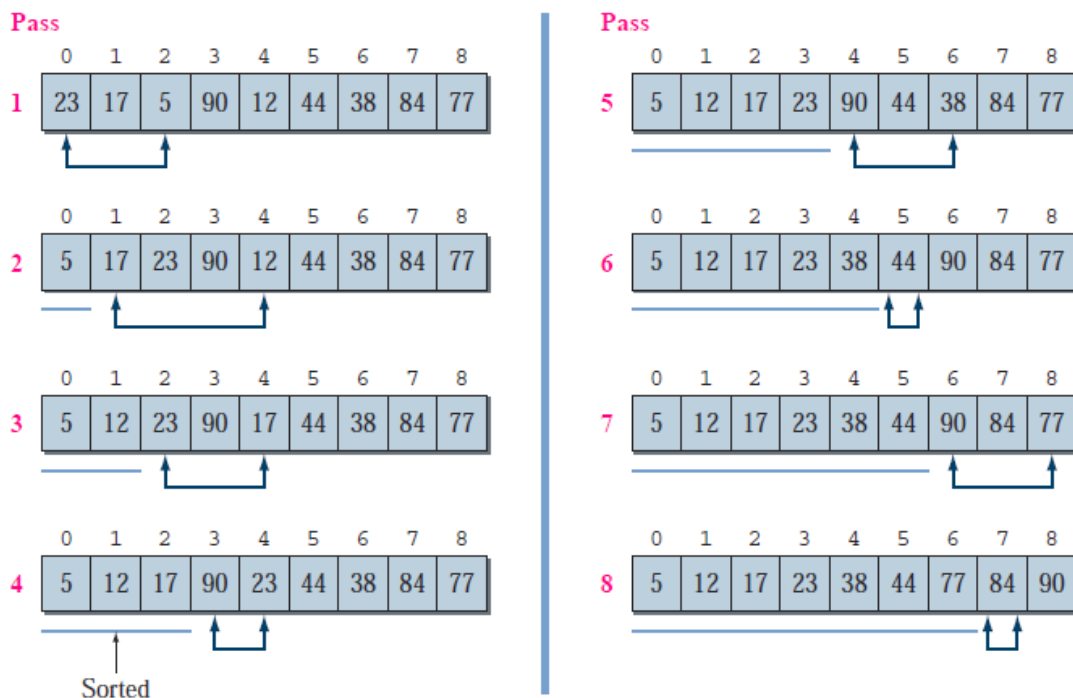 Pass
0 1 2 3 4 5 6 7 8
1 23 17 5 90 12 44 38 84 77
0 1 2 3 4 5 6 7 8
2 5 17 23 90 12 44 38 84 77
0 1 2 3 4 5 6 7 8
3 5 12 23 90 17 44 38 84 77
0 1 2 3 4 5 6 7 8
4 5 12 17 90 23 44 38 84 77
Sorted
Pass
0 1 2 3 4 5 6 7 8
5 5 12 17 23 90 44 38 84 77
0 1 2 3 4 5 6 7 8
6 5 12 17 23 38 44 90 84 77
0 1 2 3 4 5 6 7 8
7 5 12 17 23 38 44 90 84 77
0 1 2 3 4 5 6 7 8
8 5 12 17 23 38 44 77 84 90